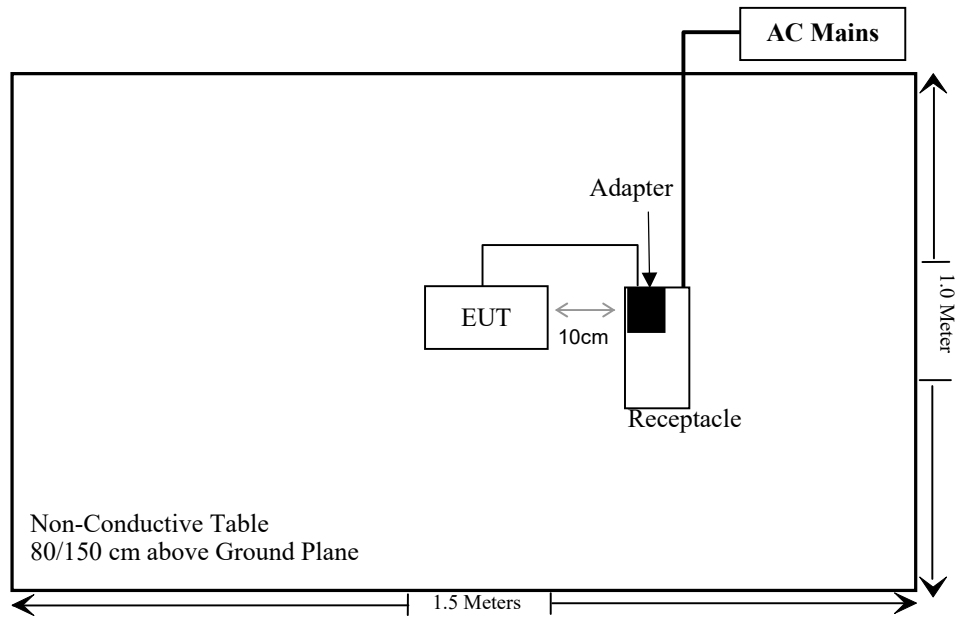 AC Mains
Adapter
EUT
10cm
1.0 Meter
Receptacle
Non-Conductive Table
80/150 cm above Ground Plane
1.5 Meters